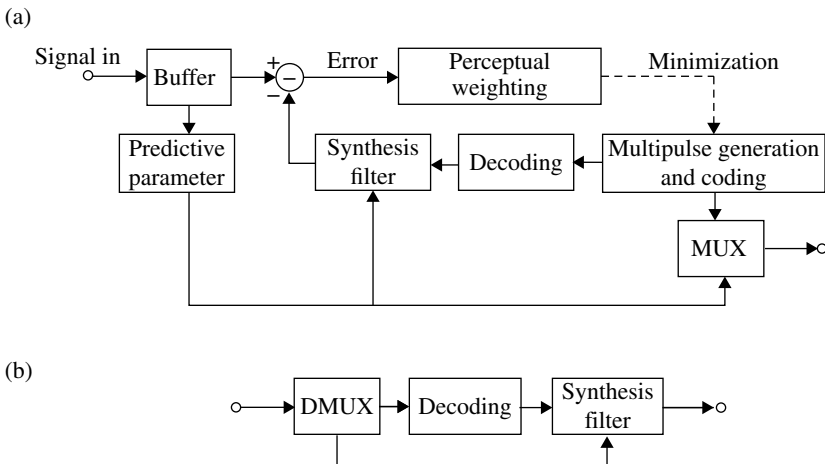 (a)
Signal in
Buffer
+
−
−
Error
Perceptual
weighting
Minimization
Predictive
parameter
Synthesis
filter
Decoding
Multipulse generation
and coding
MUX
(b)
DMUX
Decoding
Synthesis
filter